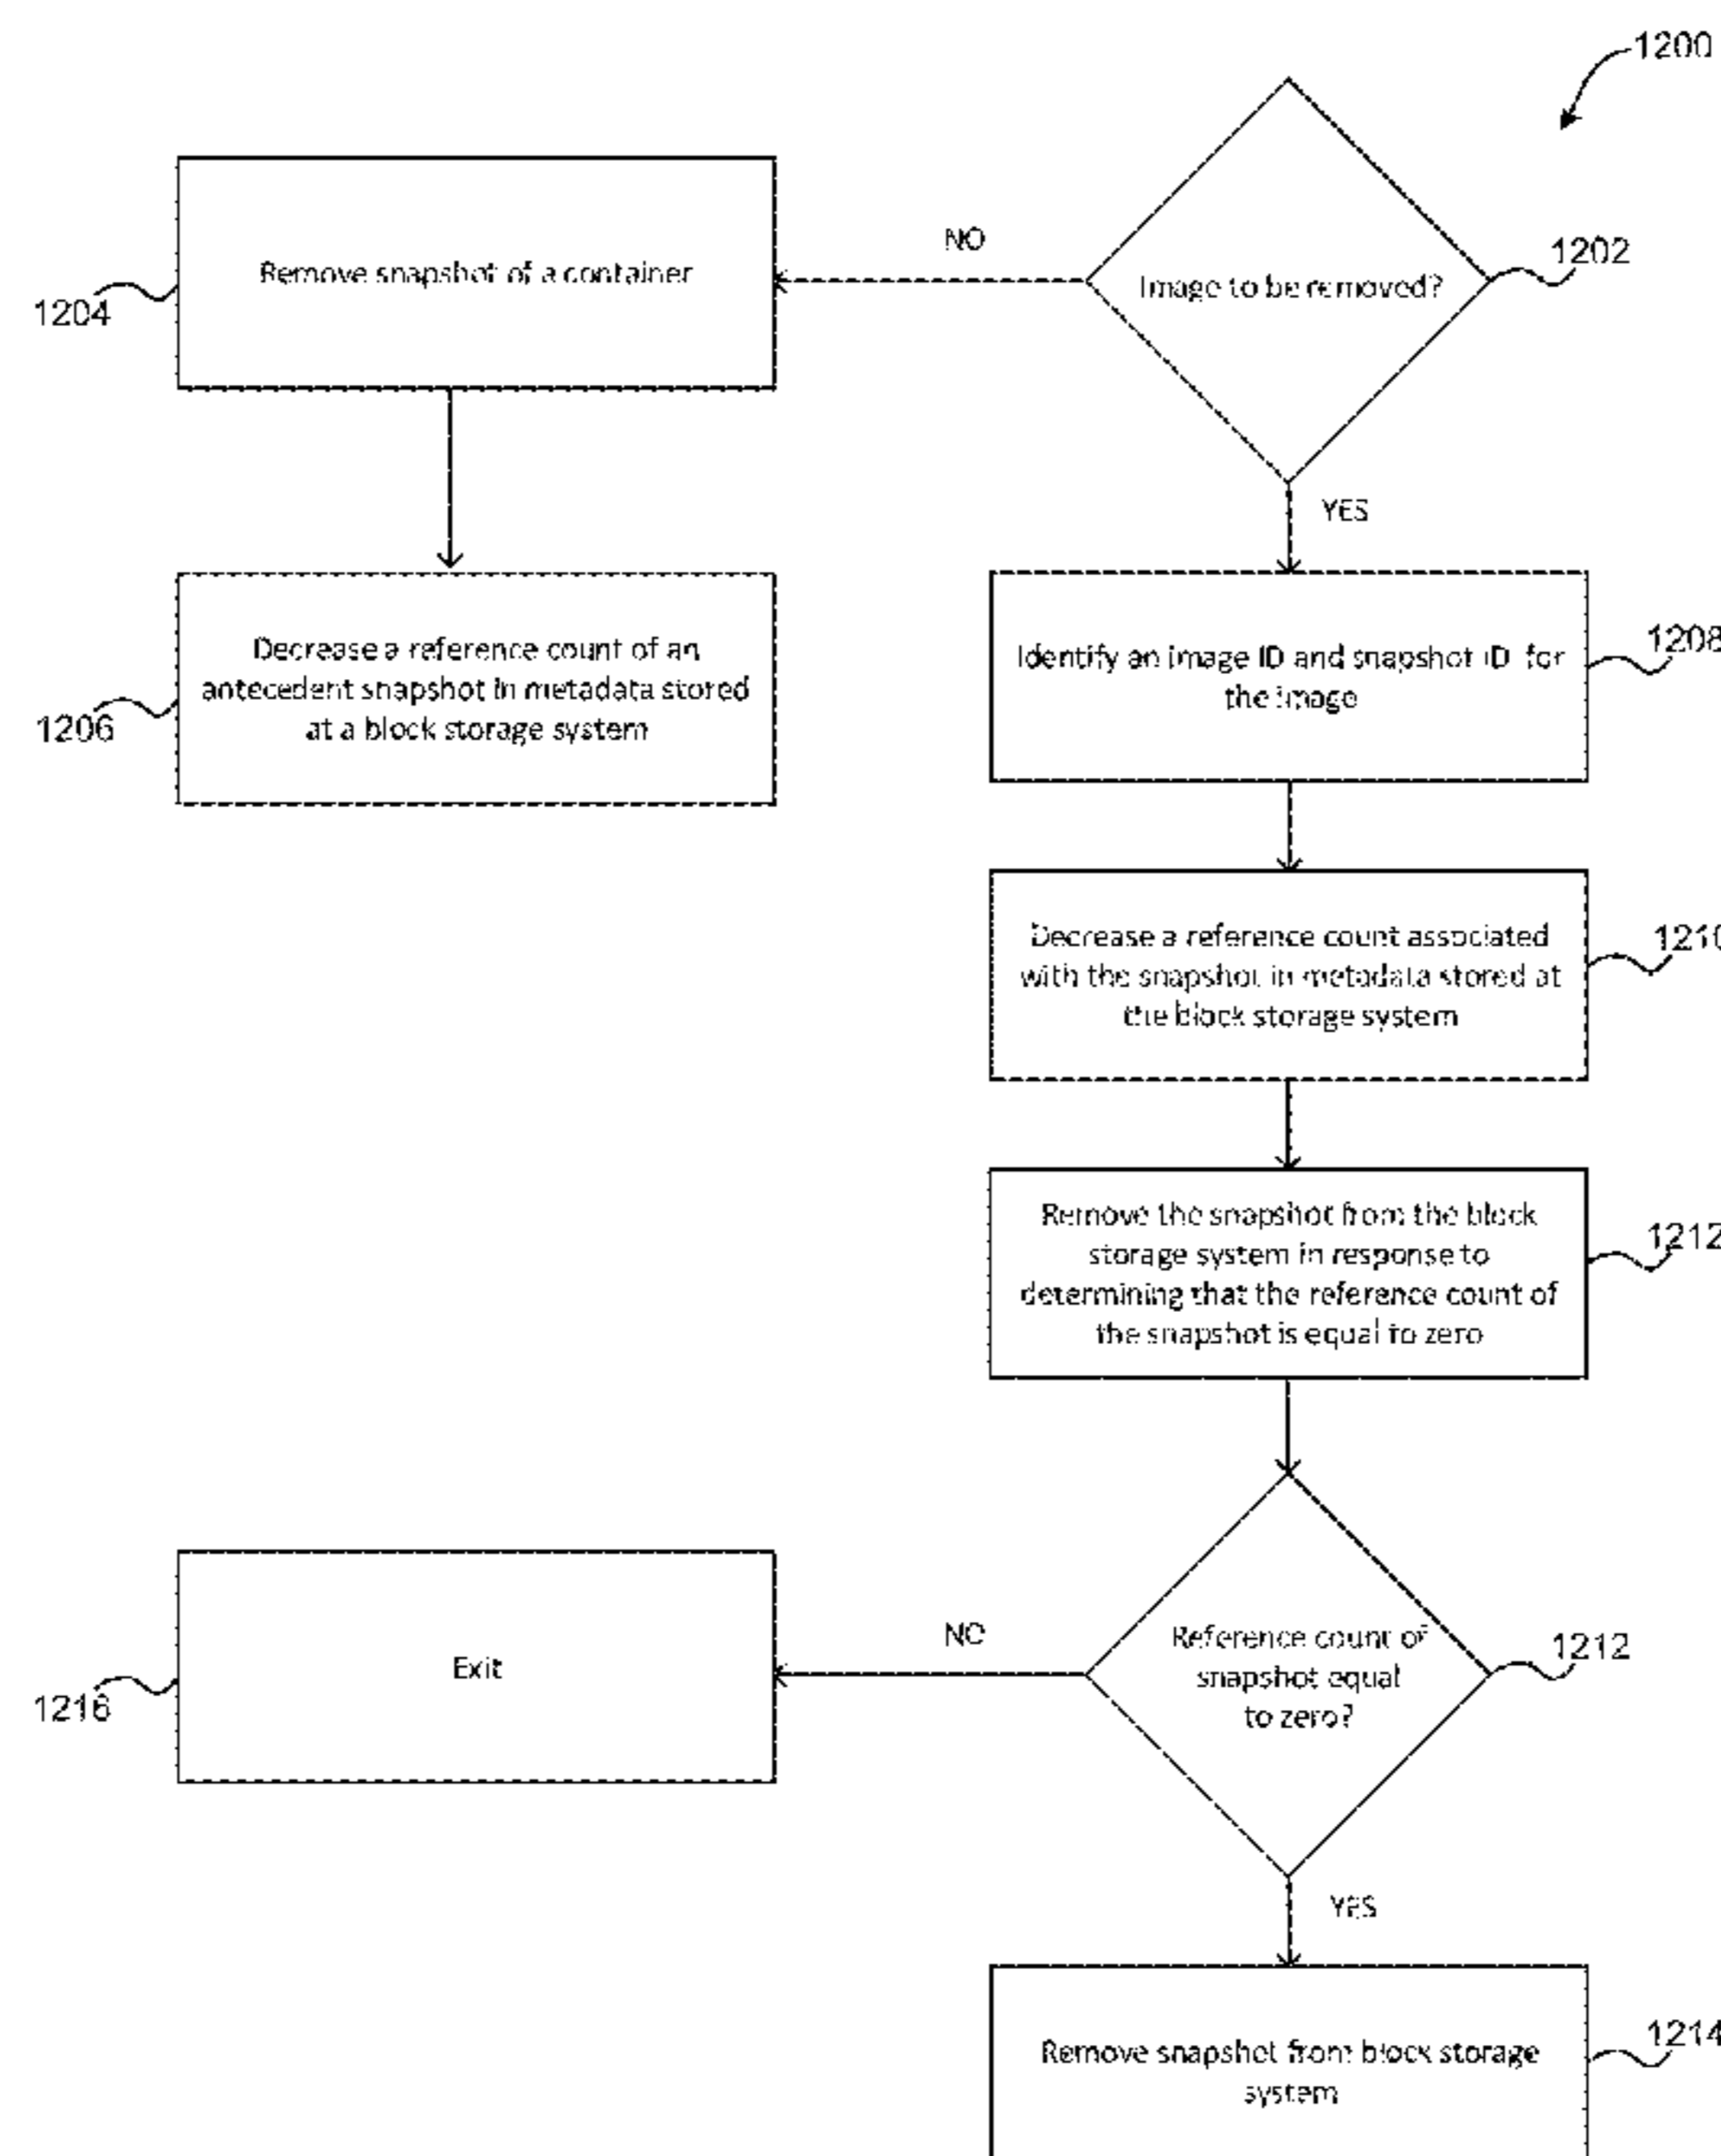 1200
NO
1202
Remove snapshot of a container
Image to be removed?
1204
YES
1208
Decrease a reference count of an
antecedent snapshot in metadata stored
at a block storage system
1206
Identify an image ID and snapshot ID for
the image
1210
Decrease a reference count associated
with the snapshot in metadata stored at
the block storage system
1212
Remove the snapshot from the block
storage system in response to
determining that the reference count of
the snapshot is equal to zero
NO
1212
Exit
Reference count of
snapshot equal
to zero?
1216
YES
1214
Remove snapshot from block storage
system